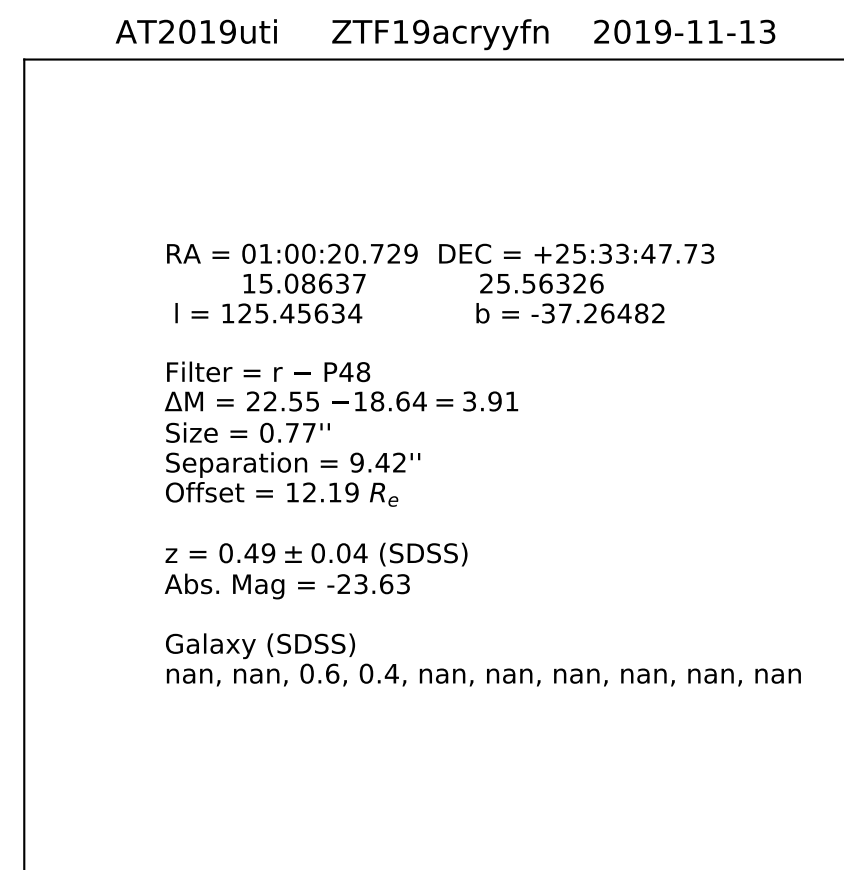 AT2019uti ZTF19acryyfn 2019-11-13
RA = 01:00:20.729 DEC = +25:33:47.73
15.08637 25.56326
l = 125.45634 b = -37.26482
Filter = r − P48
ΔM = 22.55 −18.64 = 3.91
Size = 0.77''
Separation = 9.42''
Offset = 12.19 Re
z = 0.49 ± 0.04 (SDSS)
Abs. Mag = -23.63
Galaxy (SDSS)
nan, nan, 0.6, 0.4, nan, nan, nan, nan, nan, nan